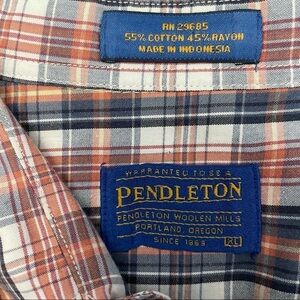 RN 29685
55% COTTON 45% RAYON
MADE IN INDONESIA
WARRANTED TO BE A
PENDLETON
PENDLETON WOOLEN MILLS
PORTLAND, OREGON
SINCE 1863 XL